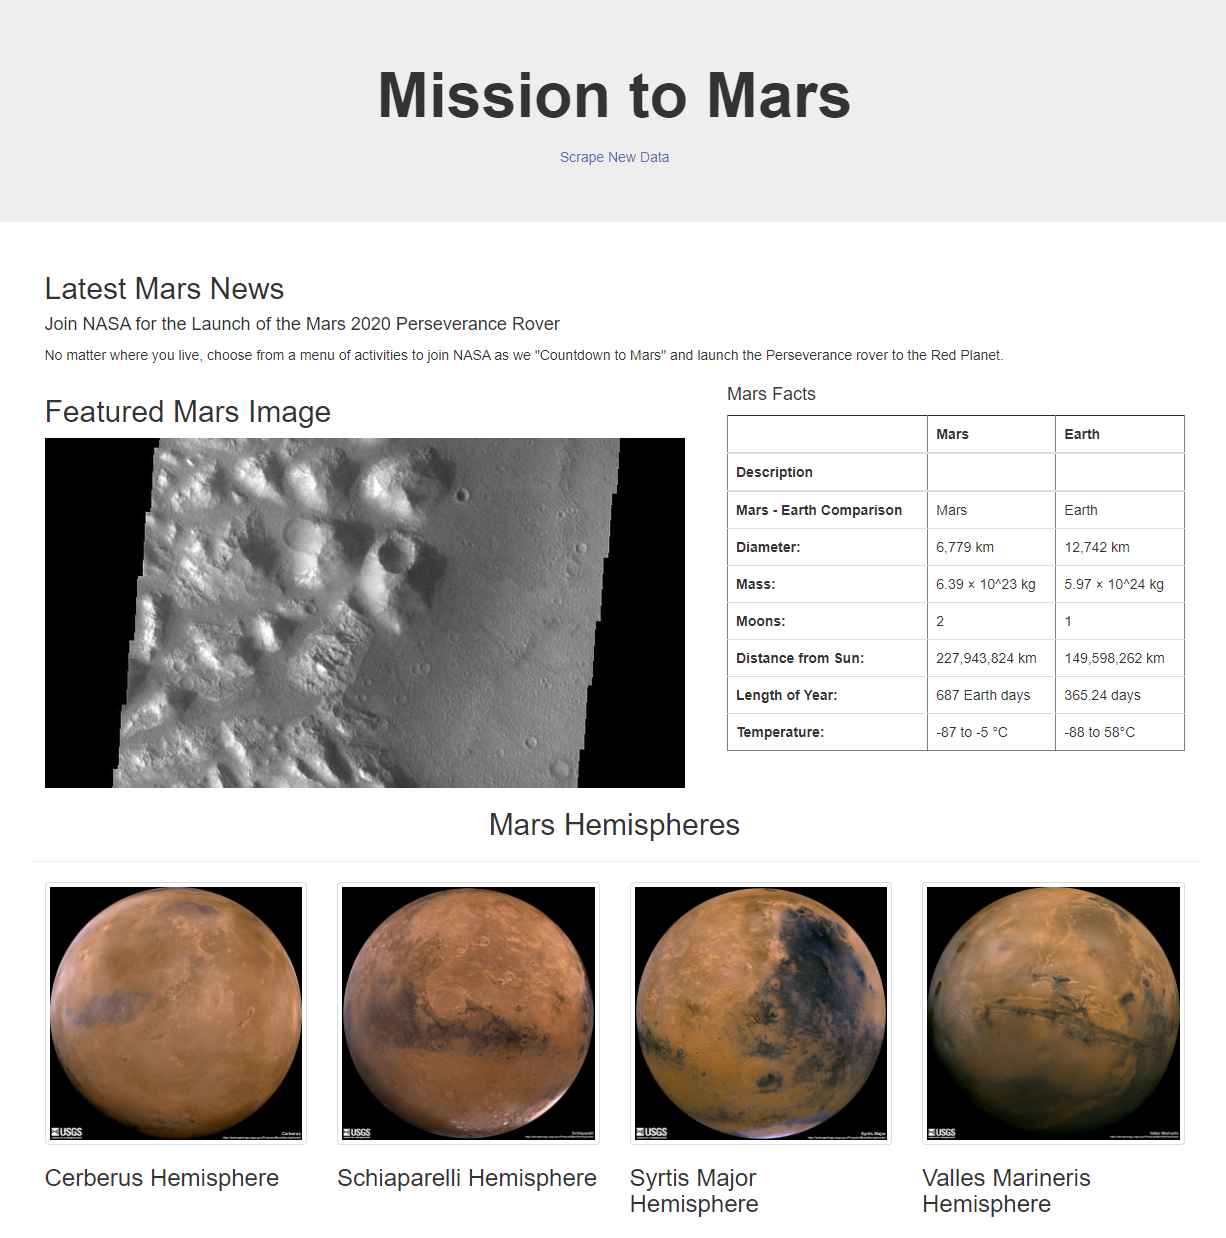 Mission to Mars
Scrape New Data
Latest Mars News
Join NASA for the Launch of the Mars 2020 Perseverance Rover
No matter where you live, choose from a menu of activities to join NASA as we "Countdown to Mars" and launch the Perseverance rover to the Red Planet.
Featured Mars Image
Mars Facts
Mars Earth
Description
Mars - Earth Comparison Mars Earth
Diameter: 6,779 km 12,742 km
Mass: 6.39 × 10^23 kg 5.97 × 10^24 kg
Moons: 2 1
Distance from Sun: 227,943,824 km 149,598,262 km
Length of Year: 687 Earth days 365.24 days
Temperature: -87 to -5 °C -88 to 58°C
Mars Hemispheres
USGS Cerberus
USGS Schiaparelli
USGS Syrtis Major
USGS Valles Marineris
Cerberus Hemisphere
Schiaparelli Hemisphere
Syrtis Major
Hemisphere
Valles Marineris
Hemisphere